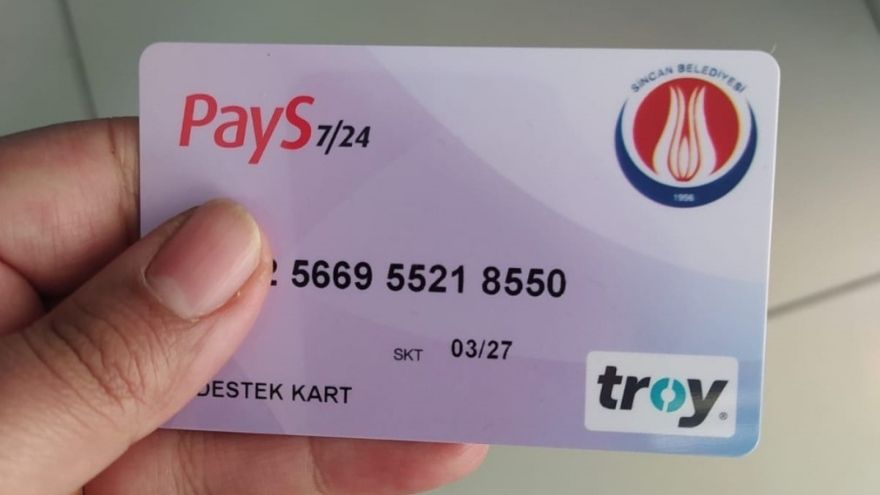 PayS 7/24
SİNCAN BELEDİYESİ
1956
2 5669 5521 8550
SKT 03/27
DESTEK KART
troy